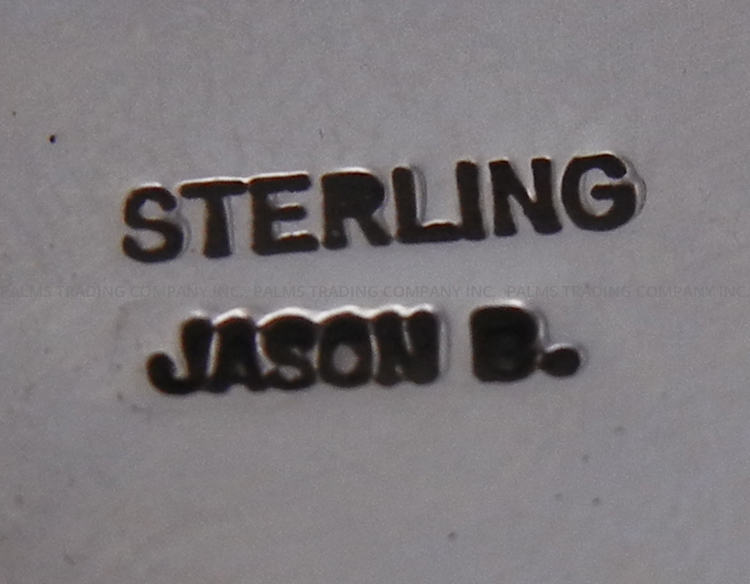 STERLING
PALMS TRADING COMPANY INC. PALMS TRADING COMPANY INC. PALMS TRADING COMPANY INC
JASON B.